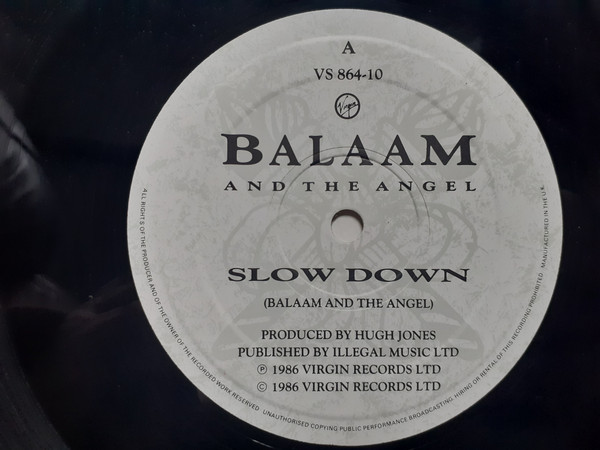 A
VS 864-10
Virgin
BALAAM
AND THE ANGEL
SLOW DOWN
(BALAAM AND THE ANGEL)
PRODUCED BY HUGH JONES
PUBLISHED BY ILLEGAL MUSIC LTD
Ⓟ 1986 VIRGIN RECORDS LTD
© 1986 VIRGIN RECORDS LTD
ALL RIGHTS OF THE PRODUCER AND OF THE OWNER OF THE RECORDED WORK RESERVED UNAUTHORISED COPYING PUBLIC PERFORMANCE BROADCASTING HIRING OR RENTAL OF THIS RECORDING PROHIBITED MANUFACTURED IN THE U.K.